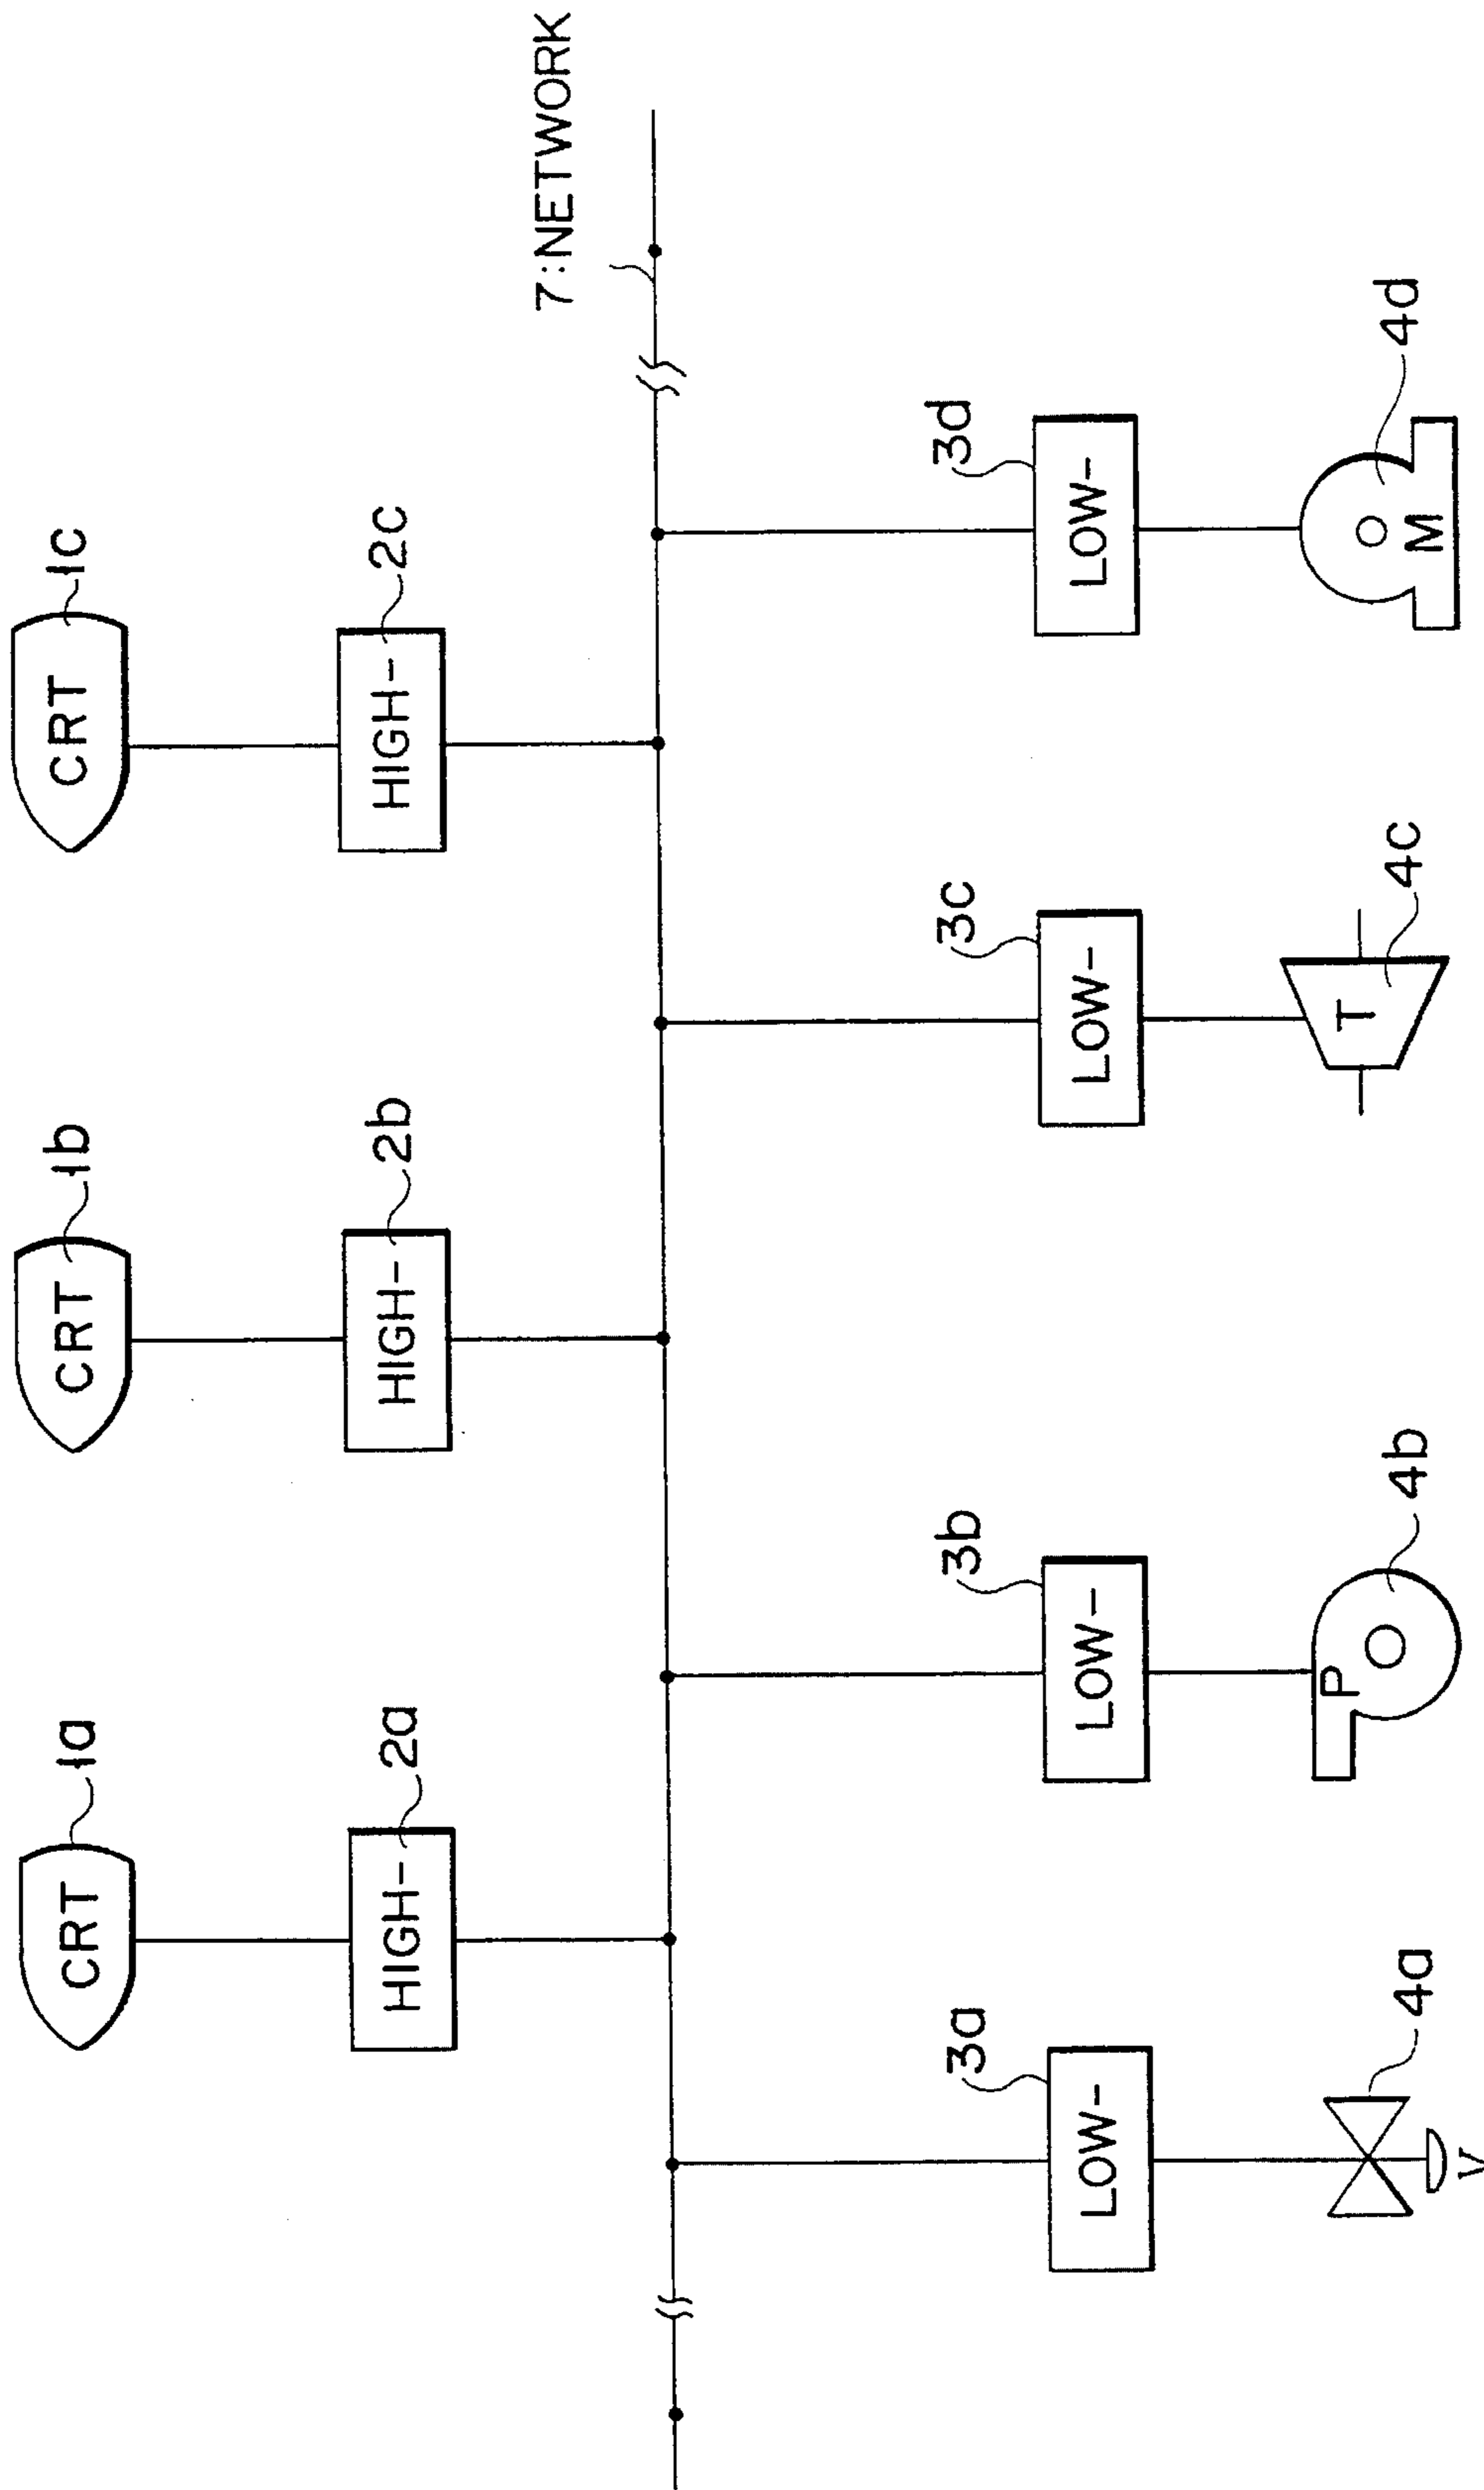 CRT
1a
CRT
1b
CRT
1c
HIGH-
2a
HIGH-
2b
HIGH-
2c
7:NETWORK
3a
LOW-
3b
LOW-
3c
LOW-
3d
LOW-
4a
V
P
4b
T
4c
M
4d